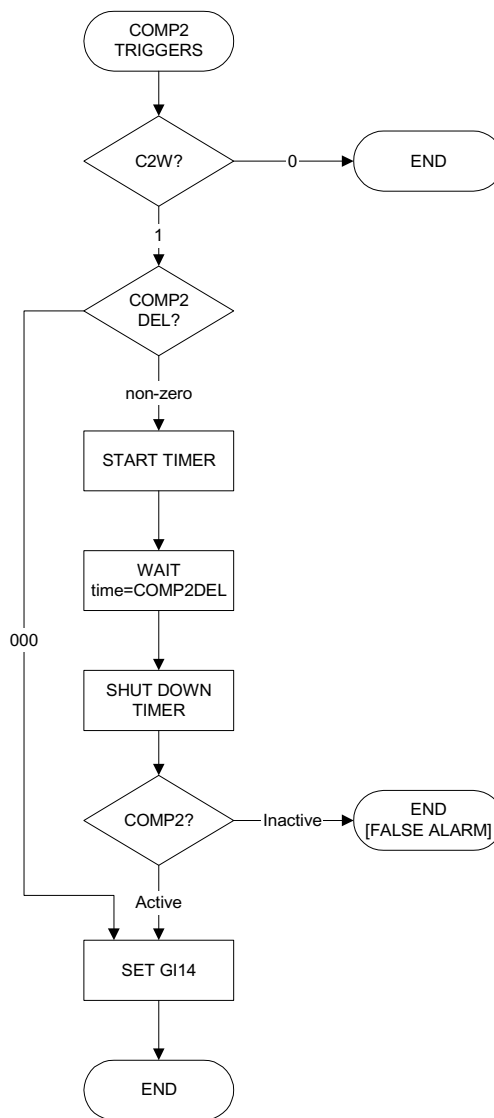 COMP2
TRIGGERS
C2W?
0
END
1
COMP2
DEL?
non-zero
START TIMER
WAIT
time=COMP2DEL
000
SHUT DOWN
TIMER
COMP2?
Inactive
END
[FALSE ALARM]
Active
SET GI14
END